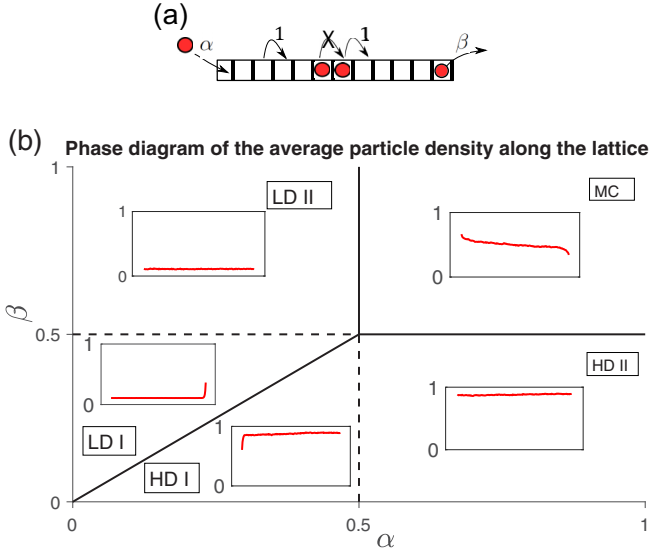 (a)
α
1
X
1
β
(b)
Phase diagram of the average particle density along the lattice
1
LD II
MC
1
0
1
0
β
0.5
1
0
HD II
1
0
LD I
1
0
HD I
0
0
0.5
α
1